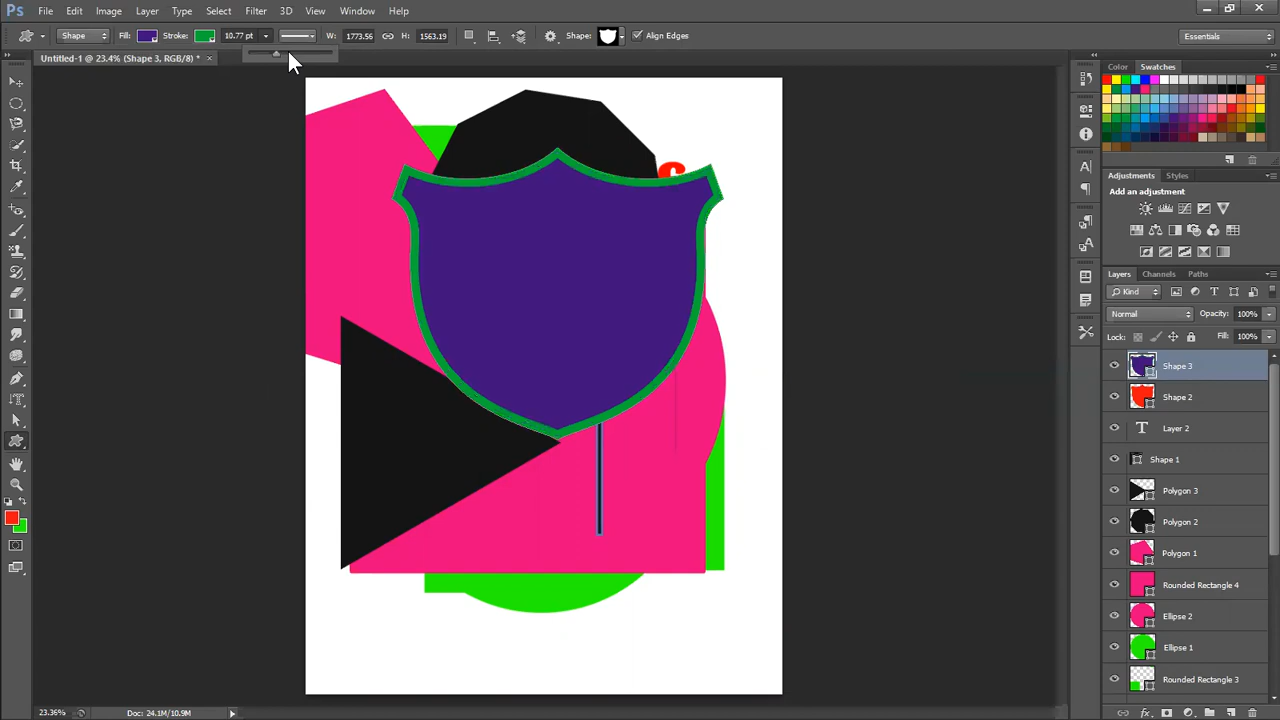 Ps File Edit Image Layer Type Select Filter 3D View Window Help
Shape Fill: Stroke: 10.77 pt W: 1773.56 H: 1563.19 Shape: Align Edges Essentials
Untitled-1 @ 23.4% (Shape 3, RGB/8) * ×
Color Swatches
Adjustments Styles
Add an adjustment
Layers Channels Paths
Kind
Normal Opacity: 100%
Lock: Fill: 100%
Shape 3
Shape 2
Layer 2
Shape 1
Polygon 3
Polygon 2
Polygon 1
Rounded Rectangle 4
Ellipse 2
Ellipse 1
Rounded Rectangle 3
23.36% Doc: 24.1M/10.9M